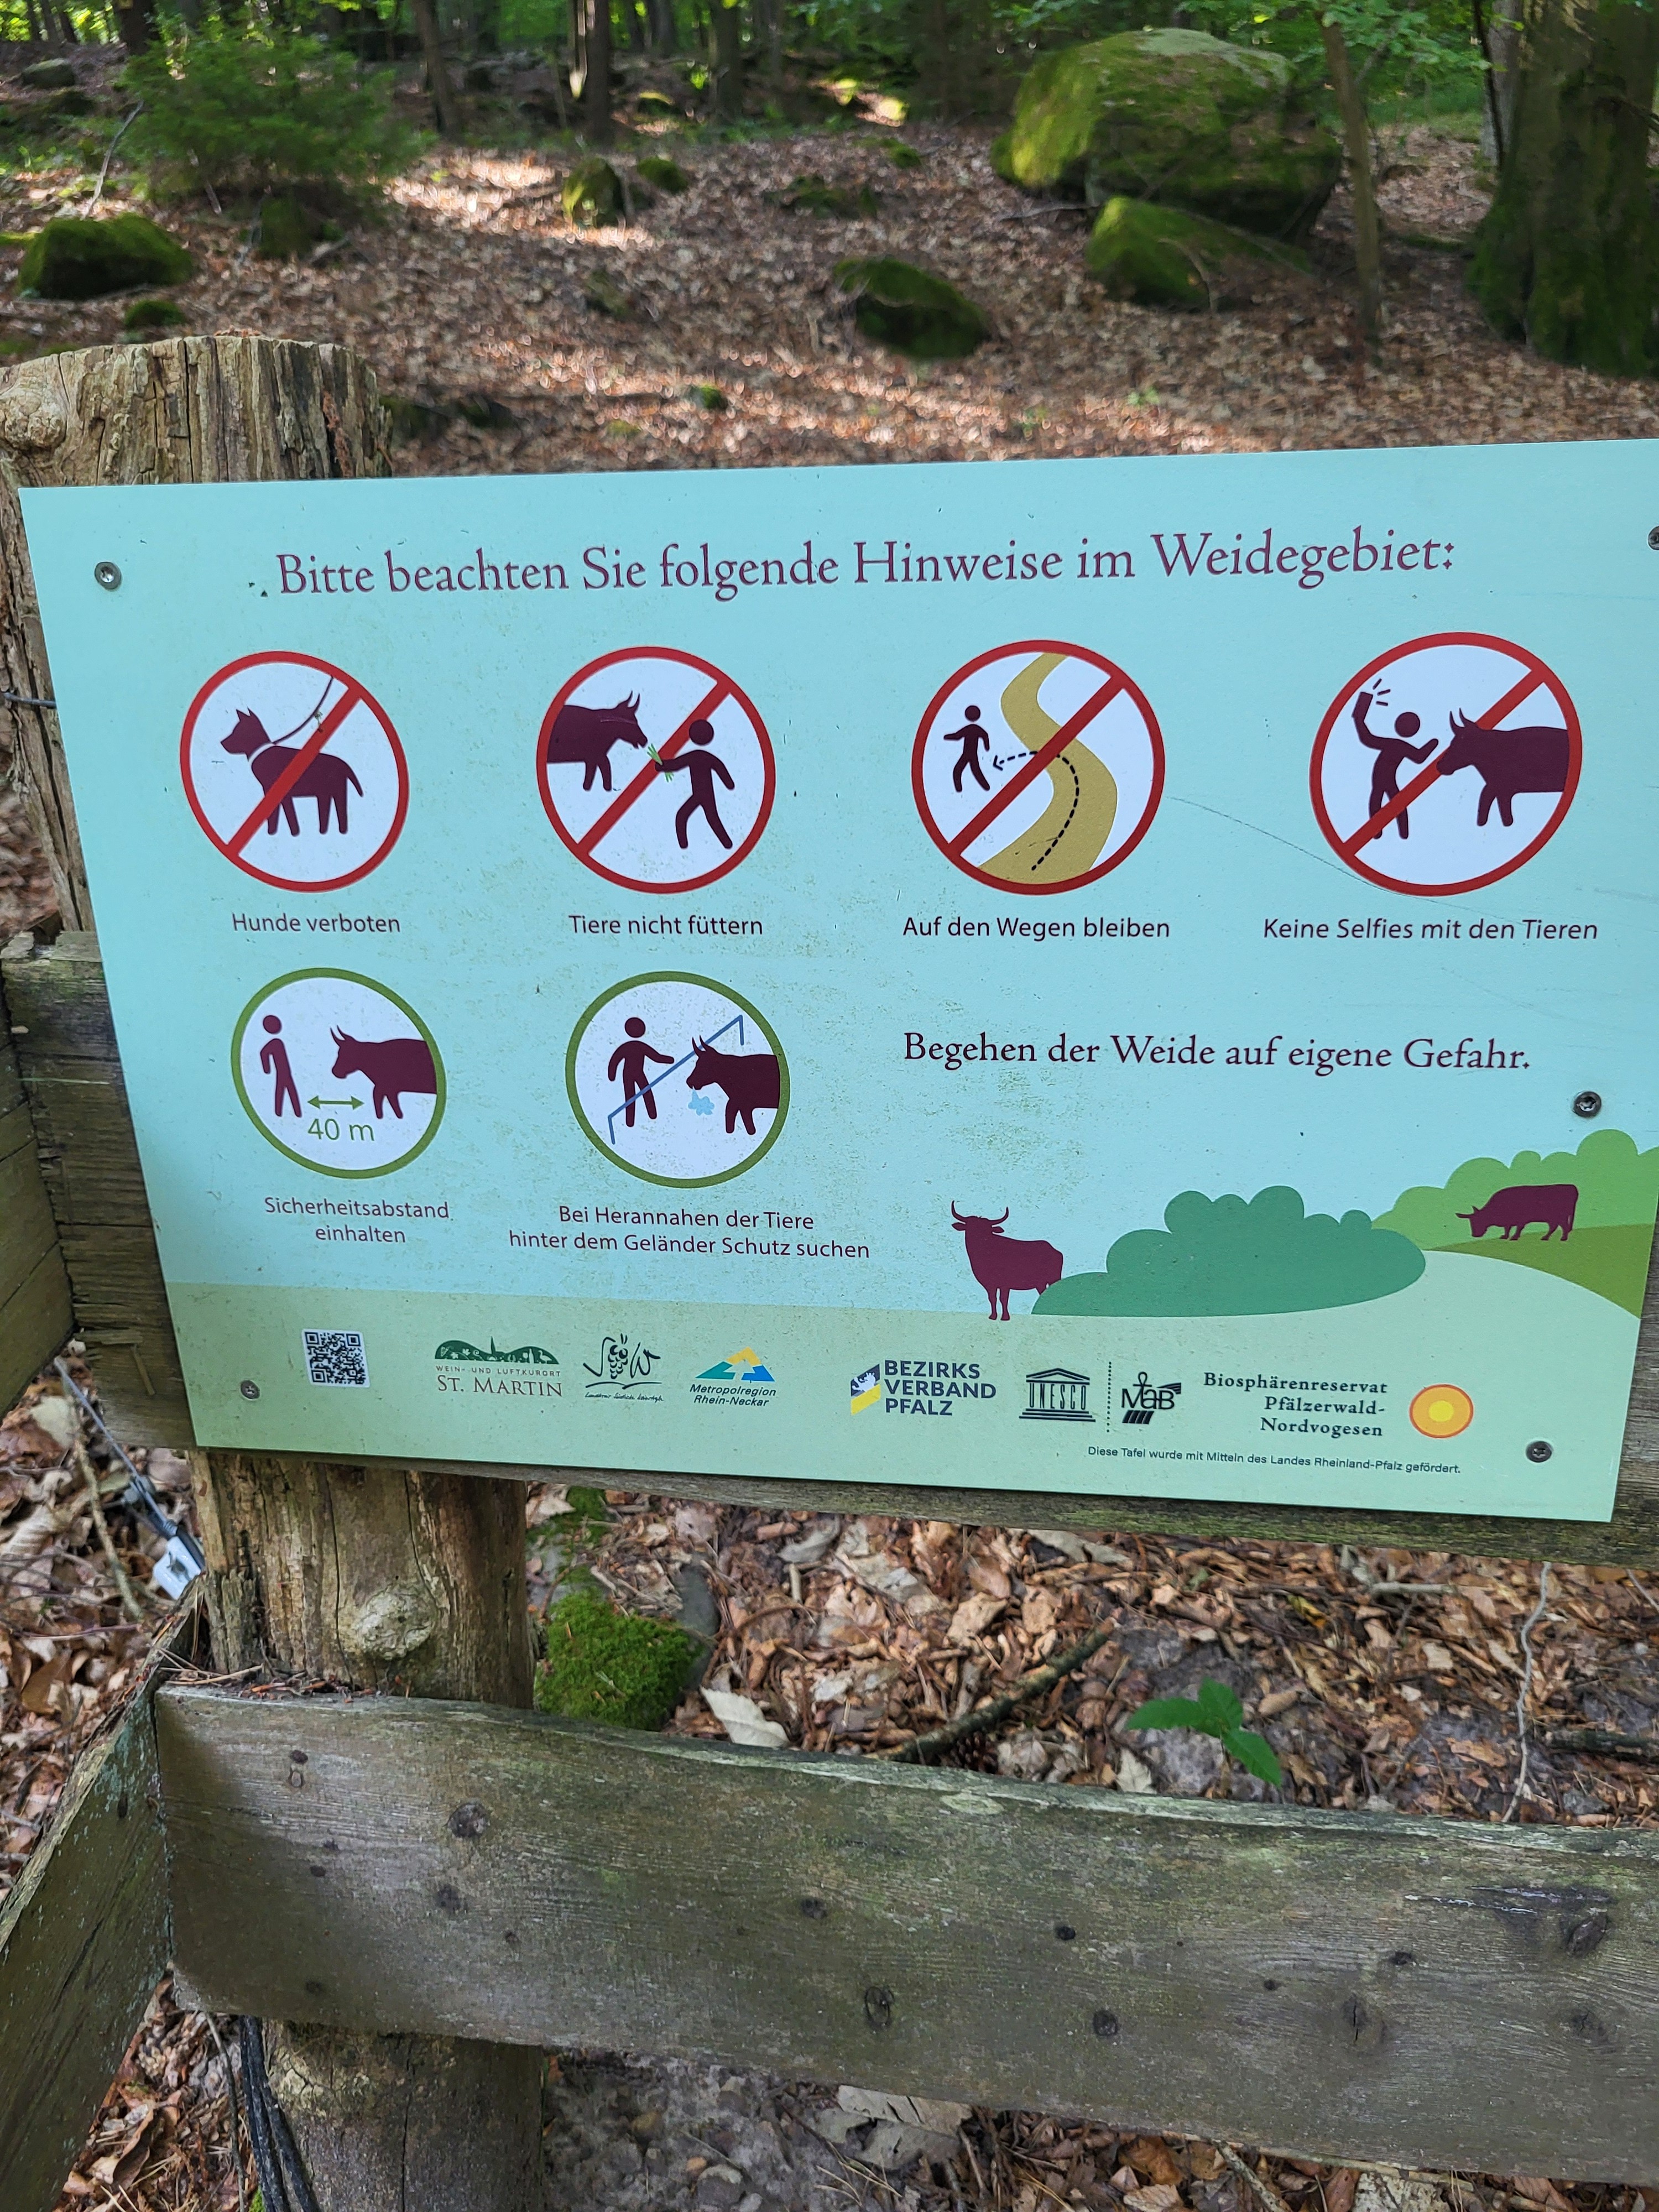 Bitte beachten Sie folgende Hinweise im Weidegebiet:
Hunde verboten
Tiere nicht füttern
Auf den Wegen bleiben
Keine Selfies mit den Tieren
40 m
Sicherheitsabstand
einhalten
Bei Herannahen der Tiere
hinter dem Geländer Schutz suchen
Begehen der Weide auf eigene Gefahr.
WEIN- UND LUFTKURORT
ST. MARTIN
Metropolregion
Rhein-Neckar
BEZIRKS
VERBAND
PFALZ
UNESCO
MaB
Biosphärenreservat
Pfälzerwald-
Nordvogesen
Diese Tafel wurde mit Mitteln des Landes Rheinland-Pfalz gefördert.